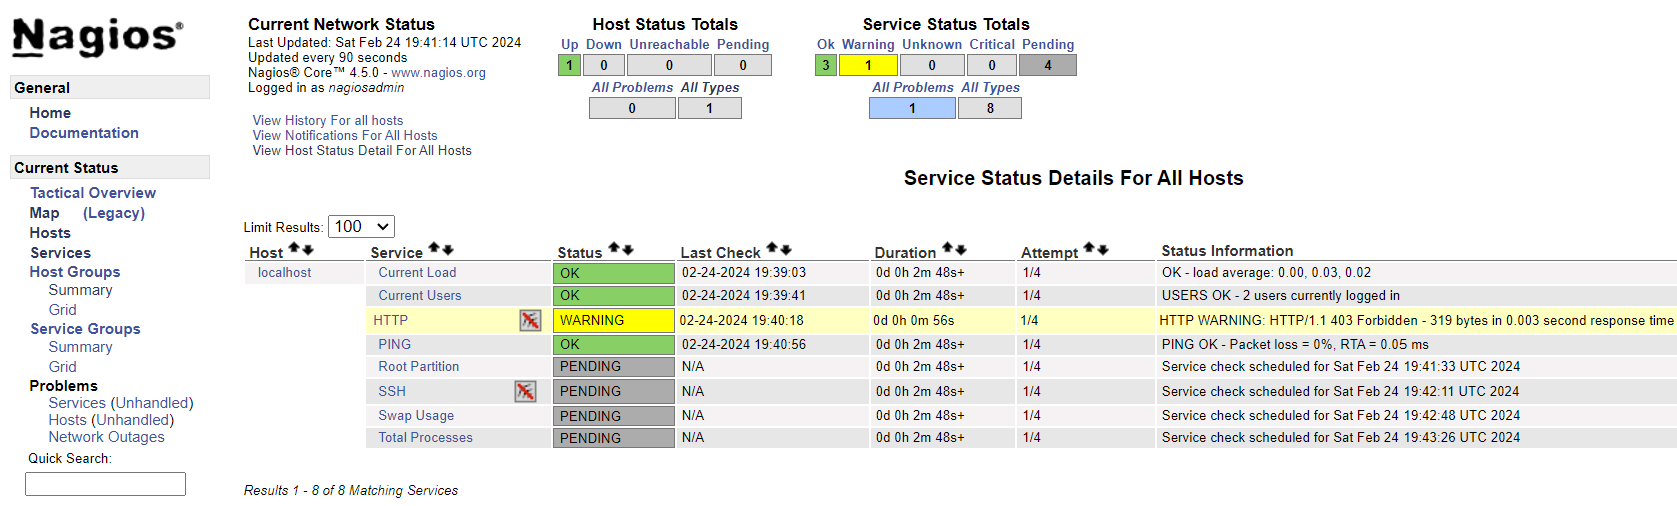 Nagios®
General
Home
Documentation
Current Status
Tactical Overview
Map (Legacy)
Hosts
Services
Host Groups
Summary
Grid
Service Groups
Summary
Grid
Problems
Services (Unhandled)
Hosts (Unhandled)
Network Outages
Quick Search:
Current Network Status
Last Updated: Sat Feb 24 19:41:14 UTC 2024
Updated every 90 seconds
Nagios® Core™ 4.5.0 - www.nagios.org
Logged in as nagiosadmin
View History For all hosts
View Notifications For All Hosts
View Host Status Detail For All Hosts
Host Status Totals
Up Down Unreachable Pending
1 0 0 0
All Problems All Types
0 1
Service Status Totals
Ok Warning Unknown Critical Pending
3 1 0 0 4
All Problems All Types
1 8
Service Status Details For All Hosts
Limit Results: 100
Host Service Status Last Check Duration Attempt Status Information
localhost Current Load OK 02-24-2024 19:39:03 0d 0h 2m 48s+ 1/4 OK - load average: 0.00, 0.03, 0.02
Current Users OK 02-24-2024 19:39:41 0d 0h 2m 48s+ 1/4 USERS OK - 2 users currently logged in
HTTP WARNING 02-24-2024 19:40:18 0d 0h 0m 56s 1/4 HTTP WARNING: HTTP/1.1 403 Forbidden - 319 bytes in 0.003 second response time
PING OK 02-24-2024 19:40:56 0d 0h 2m 48s+ 1/4 PING OK - Packet loss = 0%, RTA = 0.05 ms
Root Partition PENDING N/A 0d 0h 2m 48s+ 1/4 Service check scheduled for Sat Feb 24 19:41:33 UTC 2024
SSH PENDING N/A 0d 0h 2m 48s+ 1/4 Service check scheduled for Sat Feb 24 19:42:11 UTC 2024
Swap Usage PENDING N/A 0d 0h 2m 48s+ 1/4 Service check scheduled for Sat Feb 24 19:42:48 UTC 2024
Total Processes PENDING N/A 0d 0h 2m 48s+ 1/4 Service check scheduled for Sat Feb 24 19:43:26 UTC 2024
Results 1 - 8 of 8 Matching Services